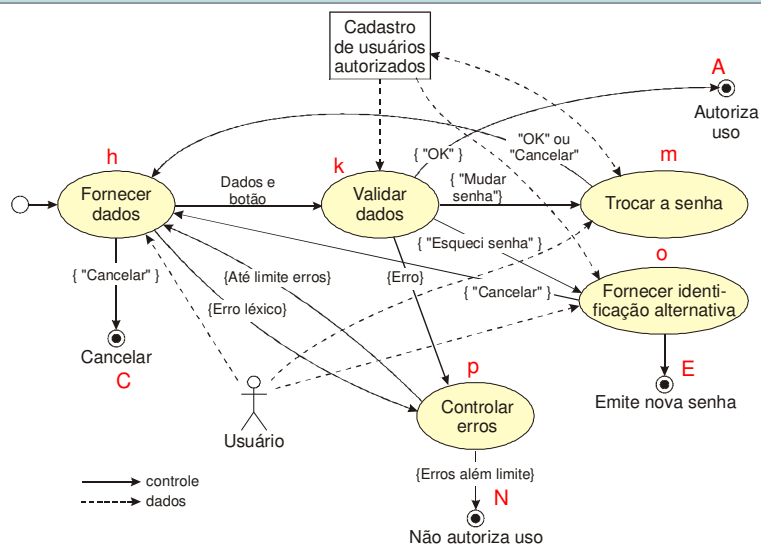 Cadastro
de usuários
autorizados
A
Autoriza
uso
h
Fornecer
dados
Dados e
botão
k
Validar
dados
{ "OK" }
"OK" ou
"Cancelar"
{ "Mudar
senha"}
m
Trocar a senha
{ "Cancelar" }
{Até limite erros}
{Erro léxico}
{ "Esqueci senha" }
{Erro}
{ "Cancelar" }
o
Fornecer identi-
ficação alternativa
Cancelar
C
Usuário
p
Controlar
erros
E
Emite nova senha
{Erros além limite}
N
Não autoriza uso
controle
dados